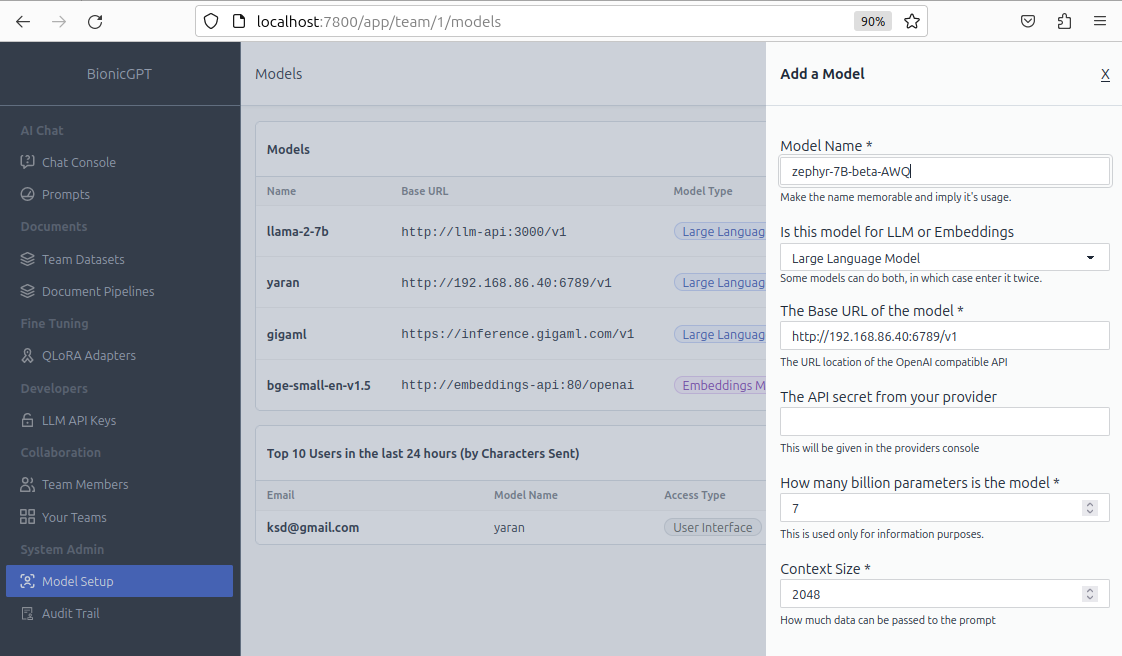 localhost:7800/app/team/1/models
90%
BionicGPT
AI Chat
Chat Console
Prompts
Documents
Team Datasets
Document Pipelines
Fine Tuning
QLoRA Adapters
Developers
LLM API Keys
Collaboration
Team Members
Your Teams
System Admin
Model Setup
Audit Trail
Models
Models
Name Base URL Model Type
llama-2-7b http://llm-api:3000/v1 Large Languag
yaran http://192.168.86.40:6789/v1 Large Languag
gigaml https://inference.gigaml.com/v1 Large Languag
bge-small-en-v1.5 http://embeddings-api:80/openai Embeddings M
Top 10 Users in the last 24 hours (by Characters Sent)
Email Model Name Access Type
ksd@gmail.com yaran User Interface
Add a Model X
Model Name *
zephyr-7B-beta-AWQ
Make the name memorable and imply it's usage.
Is this model for LLM or Embeddings
Large Language Model
Some models can do both, in which case enter it twice.
The Base URL of the model *
http://192.168.86.40:6789/v1
The URL location of the OpenAI compatible API
The API secret from your provider
This will be given in the providers console
How many billion parameters is the model *
7
This is used only for information purposes.
Context Size *
2048
How much data can be passed to the prompt